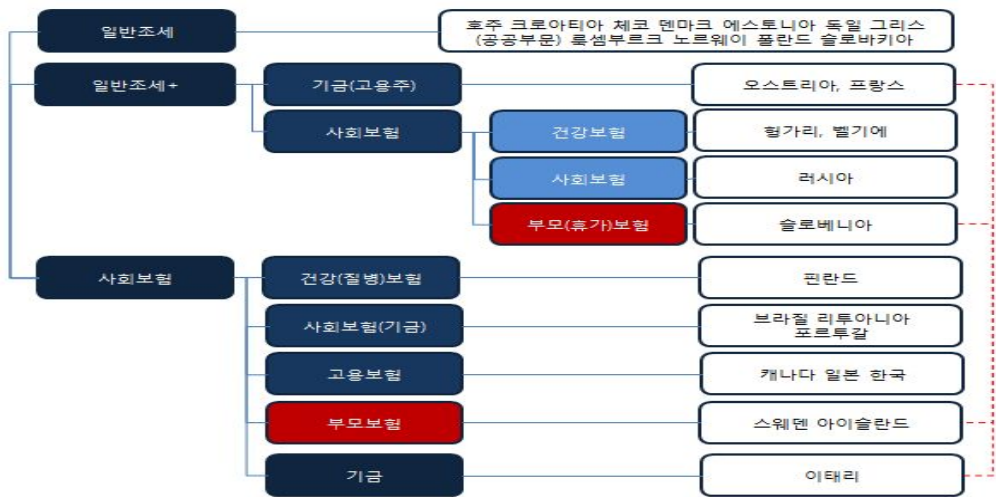 일반조세
호주 크로아티아 체코 덴마크 에스토니아 독일 그리스
(공공부문) 룩셈부르크 노르웨이 폴란드 슬로바키아
일반조세+
기금(고용주)
오스트리아, 프랑스
사회보험
건강보험
헝가리, 벨기에
사회보험
러시아
부모(휴가)보험
슬로베니아
사회보험
건강(질병)보험
핀란드
사회보험(기금)
브라질 리투아니아
포르투갈
고용보험
캐나다 일본 한국
부모보험
스웨덴 아이슬란드
기금
이태리